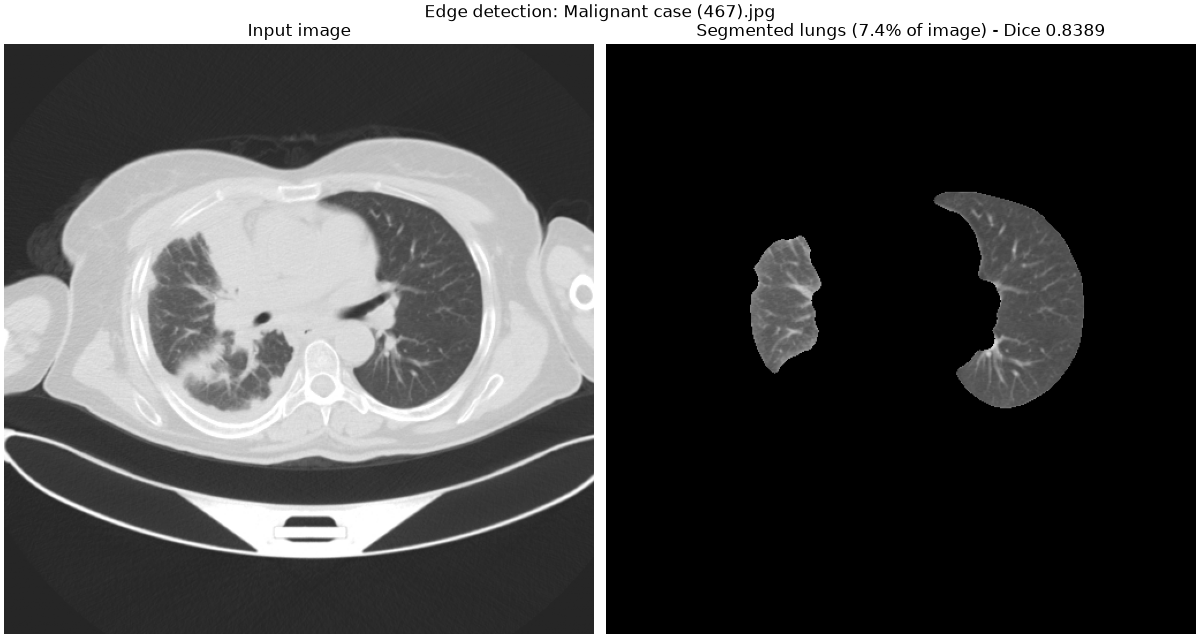 Edge detection: Malignant case (467).jpg
Input image
Segmented lungs (7.4% of image) - Dice 0.8389